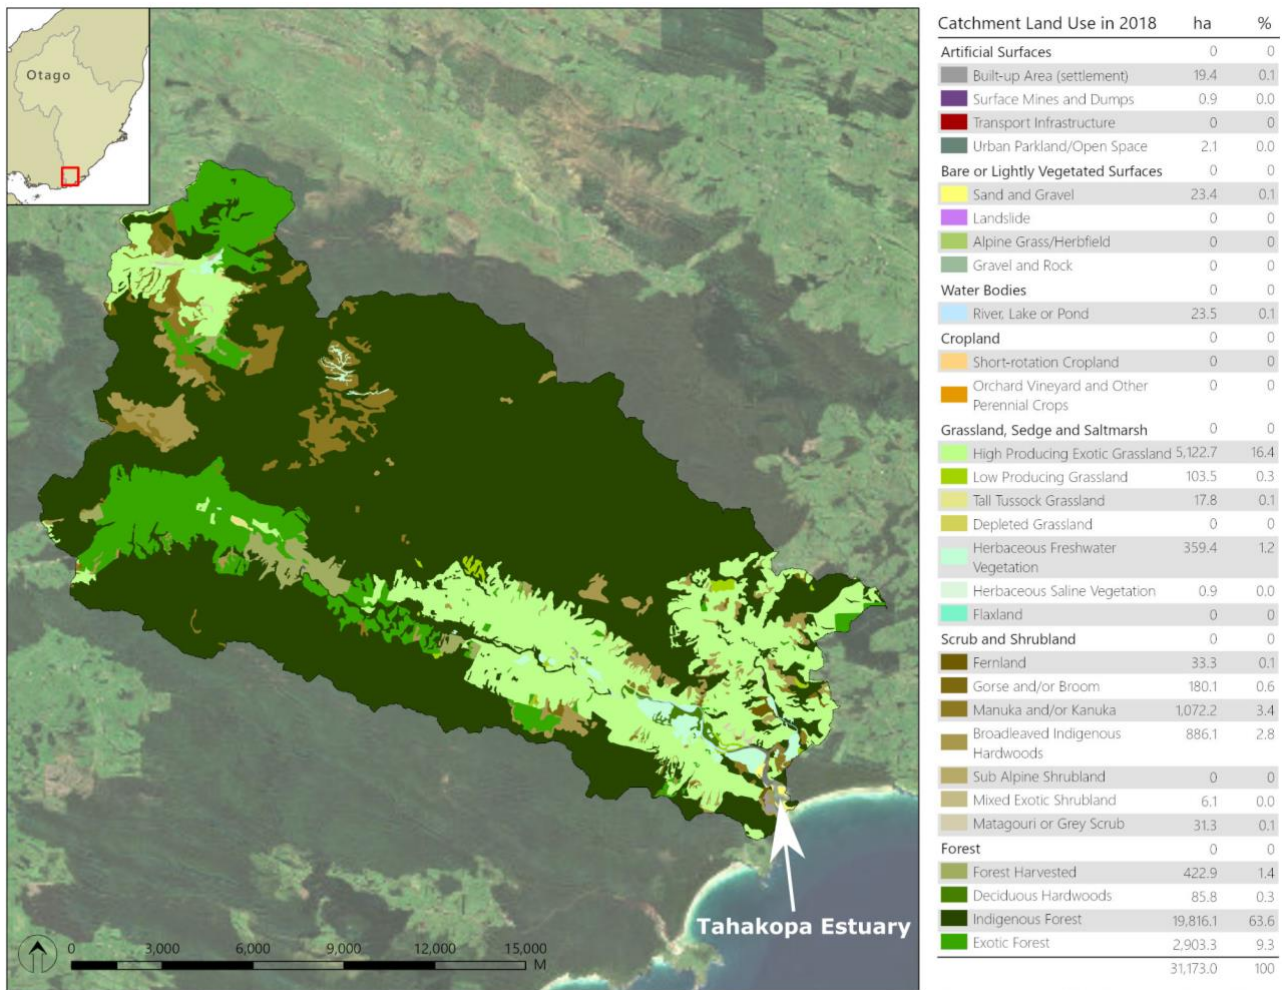 Otago
Tahakopa Estuary
0 3,000 6,000 9,000 12,000 15,000
M
Catchment Land Use in 2018 ha %
Artificial Surfaces 0 0
Built-up Area (settlement) 19.4 0.1
Surface Mines and Dumps 0.9 0.0
Transport Infrastructure 0 0
Urban Parkland/Open Space 2.1 0.0
Bare or Lightly Vegetated Surfaces 0 0
Sand and Gravel 23.4 0.1
Landslide 0 0
Alpine Grass/Herbfield 0 0
Gravel and Rock 0 0
Water Bodies 0 0
River, Lake or Pond 23.5 0.1
Cropland 0 0
Short-rotation Cropland 0 0
Orchard Vineyard and Other 0 0
Perennial Crops
Grassland, Sedge and Saltmarsh 0 0
High Producing Exotic Grassland 5,122.7 16.4
Low Producing Grassland 103.5 0.3
Tall Tussock Grassland 17.8 0.1
Depleted Grassland 0 0
Herbaceous Freshwater 359.4 1.2
Vegetation
Herbaceous Saline Vegetation 0.9 0.0
Flaxland 0 0
Scrub and Shrubland 0 0
Fernland 33.3 0.1
Gorse and/or Broom 180.1 0.6
Manuka and/or Kanuka 1,072.2 3.4
Broadleaved Indigenous 886.1 2.8
Hardwoods
Sub Alpine Shrubland 0 0
Mixed Exotic Shrubland 6.1 0.0
Matagouri or Grey Scrub 31.3 0.1
Forest 0 0
Forest Harvested 422.9 1.4
Deciduous Hardwoods 85.8 0.3
Indigenous Forest 19,816.1 63.6
Exotic Forest 2,903.3 9.3
31,173.0 100